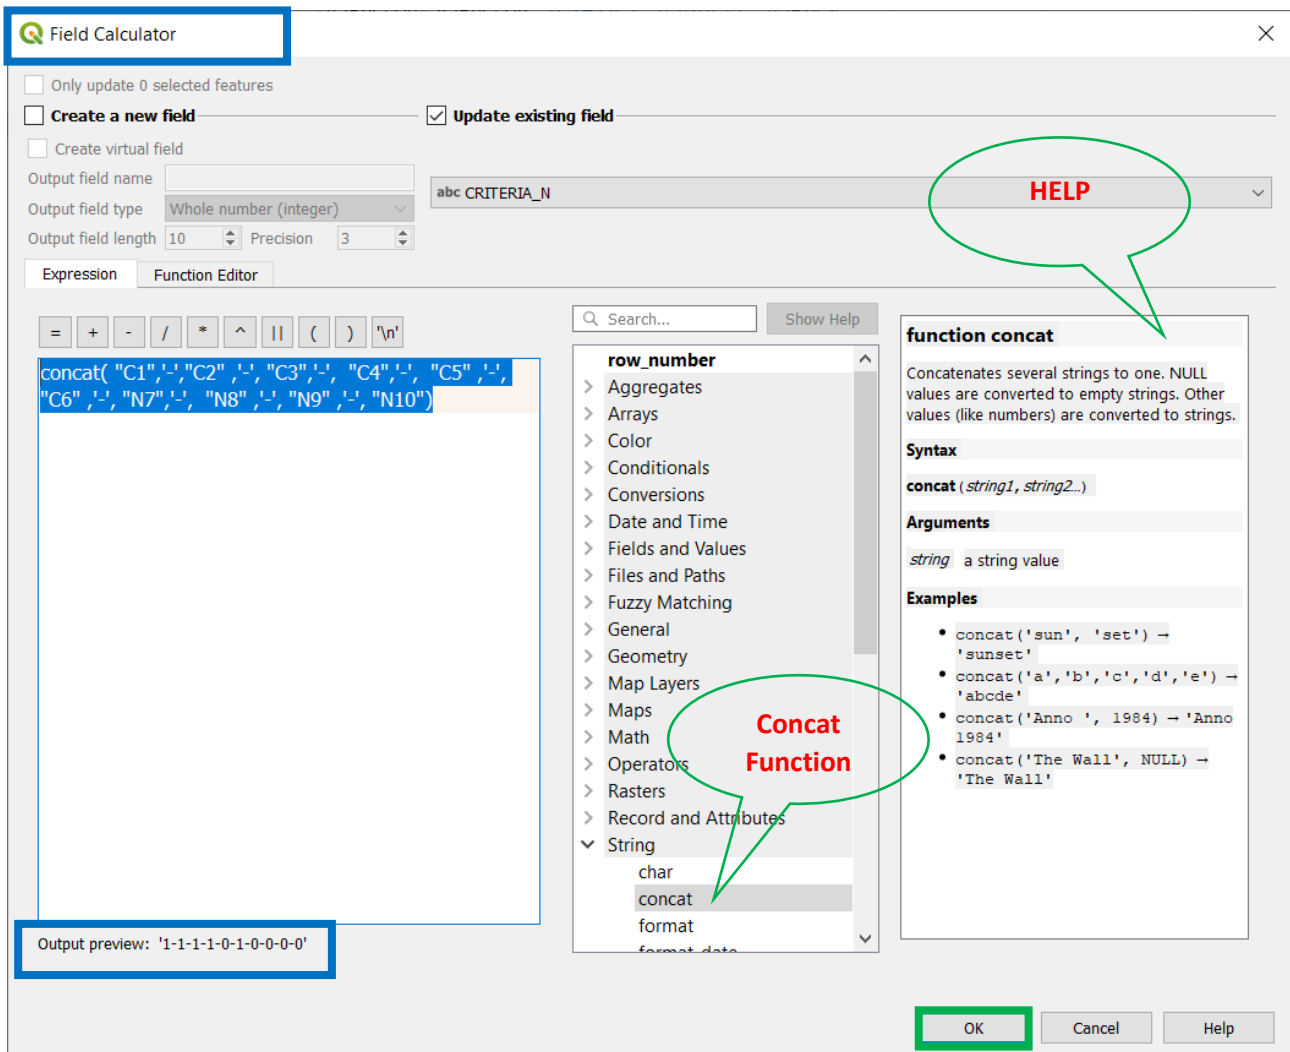 Field Calculator
Only update 0 selected features
Create a new field
Update existing field
Create virtual field
Output field name
abc CRITERIA_N
HELP
Output field type Whole number (integer)
Output field length 10 Precision 3
Expression Function Editor
= + - / * ^ || ( ) '\n'
Search... Show Help
concat( "C1",'-',"C2" ,'-', "C3",'-', "C4",'-', "C5" ,'-',
"C6" ,'-', "N7",'-', "N8" ,'-', "N9" ,'-', "N10")
Output preview: '1-1-1-1-0-1-0-0-0-0'
row_number
Aggregates
Arrays
Color
Conditionals
Conversions
Date and Time
Fields and Values
Files and Paths
Fuzzy Matching
General
Geometry
Map Layers
Maps
Math
Operators
Rasters
Record and Attributes
String
char
concat
format
format_date
Concat
Function
function concat
Concatenates several strings to one. NULL
values are converted to empty strings. Other
values (like numbers) are converted to strings.
Syntax
concat(string1, string2...)
Arguments
string a string value
Examples
• concat('sun', 'set') →
'sunset'
• concat('a','b','c','d','e') →
'abcde'
• concat('Anno ', 1984) → 'Anno
1984'
• concat('The Wall', NULL) →
'The Wall'
OK Cancel Help